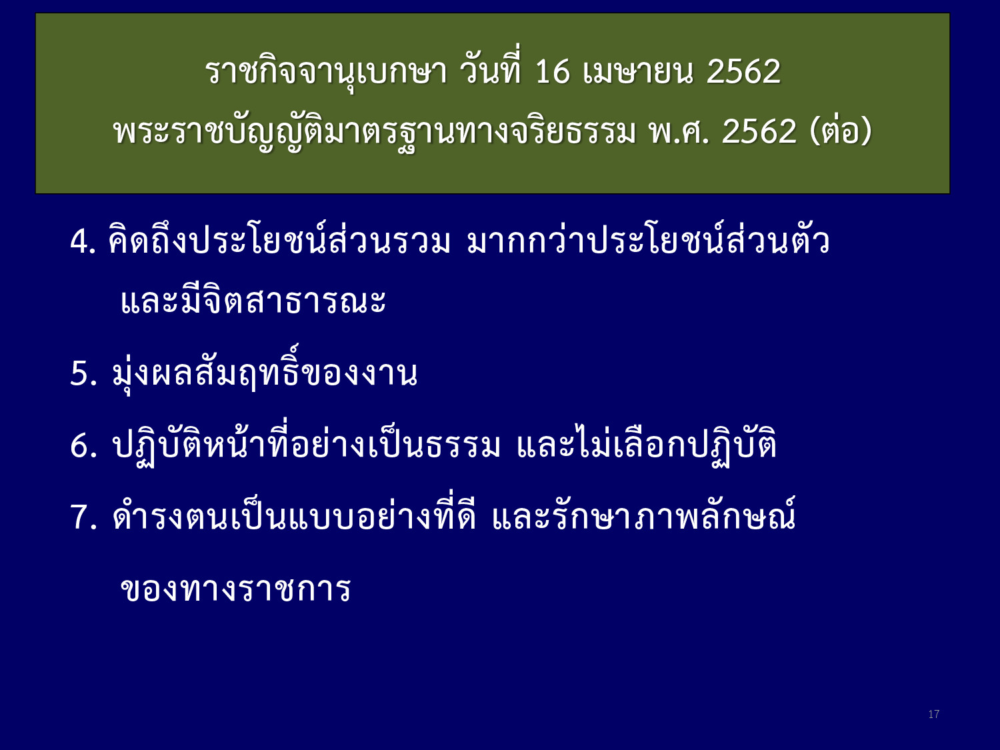 ราชกิจจานุเบกษา วันที่ 16 เมษายน 2562
พระราชบัญญัติมาตรฐานทางจริยธรรม พ.ศ. 2562 (ต่อ)
4. คิดถึงประโยชน์ส่วนรวม มากกว่าประโยชน์ส่วนตัว
และมีจิตสาธารณะ
5. มุ่งผลสัมฤทธิ์ของงาน
6. ปฏิบัติหน้าที่อย่างเป็นธรรม และไม่เลือกปฏิบัติ
7. ดำรงตนเป็นแบบอย่างที่ดี และรักษาภาพลักษณ์
ของทางราชการ
17